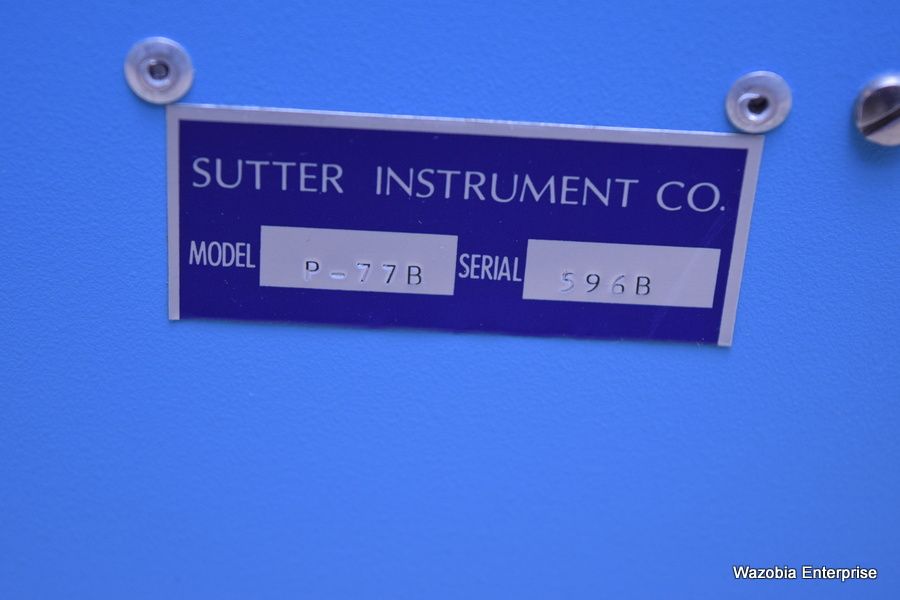 SUTTER INSTRUMENT CO.
MODEL P-77B SERIAL 596B
Wazobia Enterprise